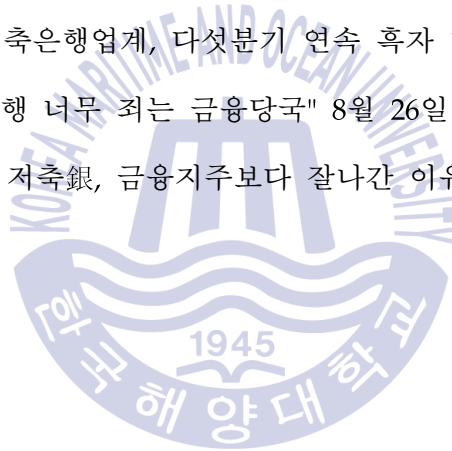 축은행업계, 다섯분기 연속 흑자
행 너무 죄는 금융당국" 8월 26일
저축銀, 금융지주보다 잘나간 이유
KOREA MARITIME AND OCEAN UNIVERSITY
1945
한국해양대학교